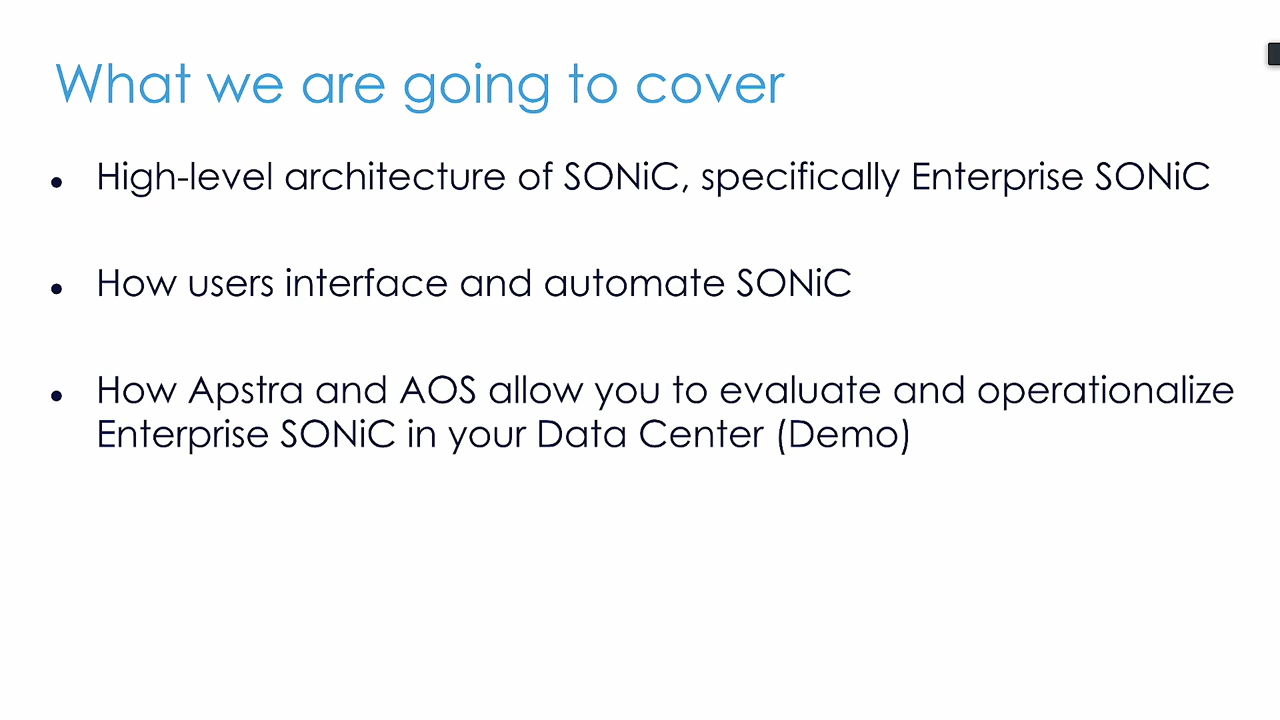 What we are going to cover
● High-level architecture of SONiC, specifically Enterprise SONiC
● How users interface and automate SONiC
● How Apstra and AOS allow you to evaluate and operationalize
Enterprise SONiC in your Data Center (Demo)